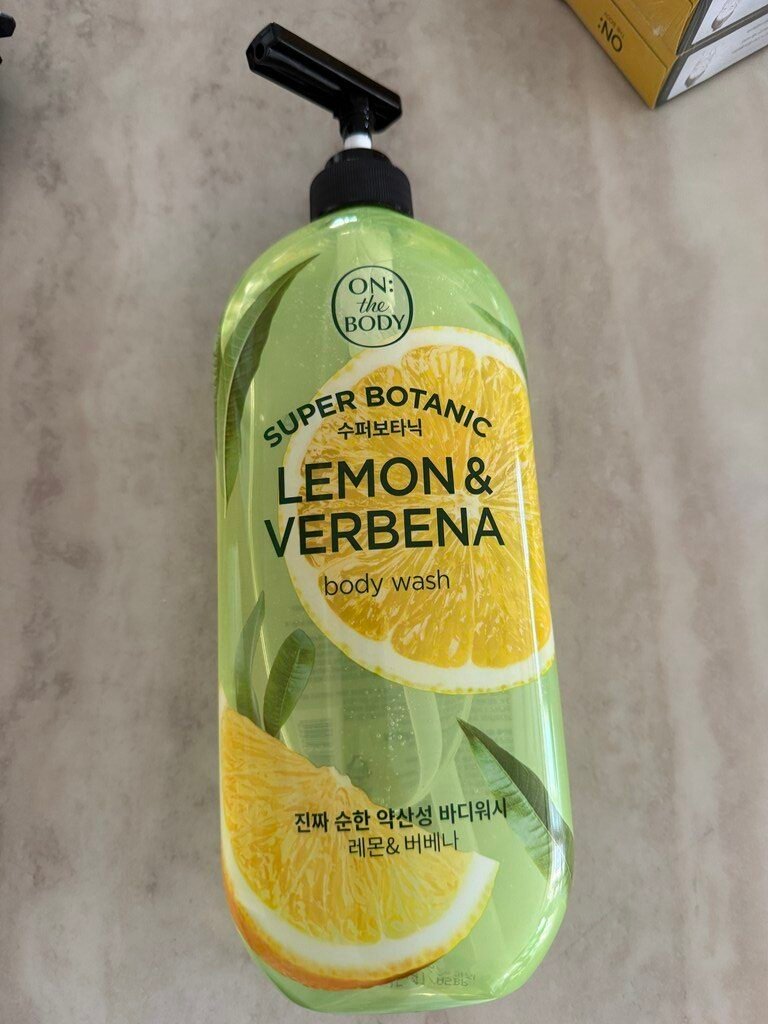 ON:
ON:
the
BODY
SUPER BOTANIC
수퍼보타닉
LEMON &
VERBENA
body wash
진짜 순한 약산성 바디워시
레몬&버베나